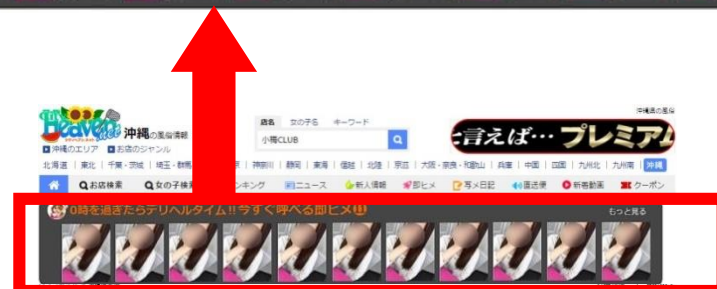 沖縄県の風俗
Heaven net 沖縄の風俗情報
店名 女の子名 キーワード
小梅CLUB
と言えば… プレミアム
沖縄のエリア お店のジャンル
北海道 | 東北 | 千葉・茨城 | 埼玉・群馬 | 神奈川 | 静岡 | 東海 | 信越 | 北陸 | 京滋 | 大阪・奈良・和歌山 | 兵庫 | 中国 | 四国 | 九州北 | 九州南 | 沖縄
お店検索 女の子検索 ンキング ニュース 新人情報 即ヒメ 写メ日記 直送便 新着動画 クーポン
0時を過ぎたらデリヘルタイム!!今すぐ呼べる即ヒメ もっと見る